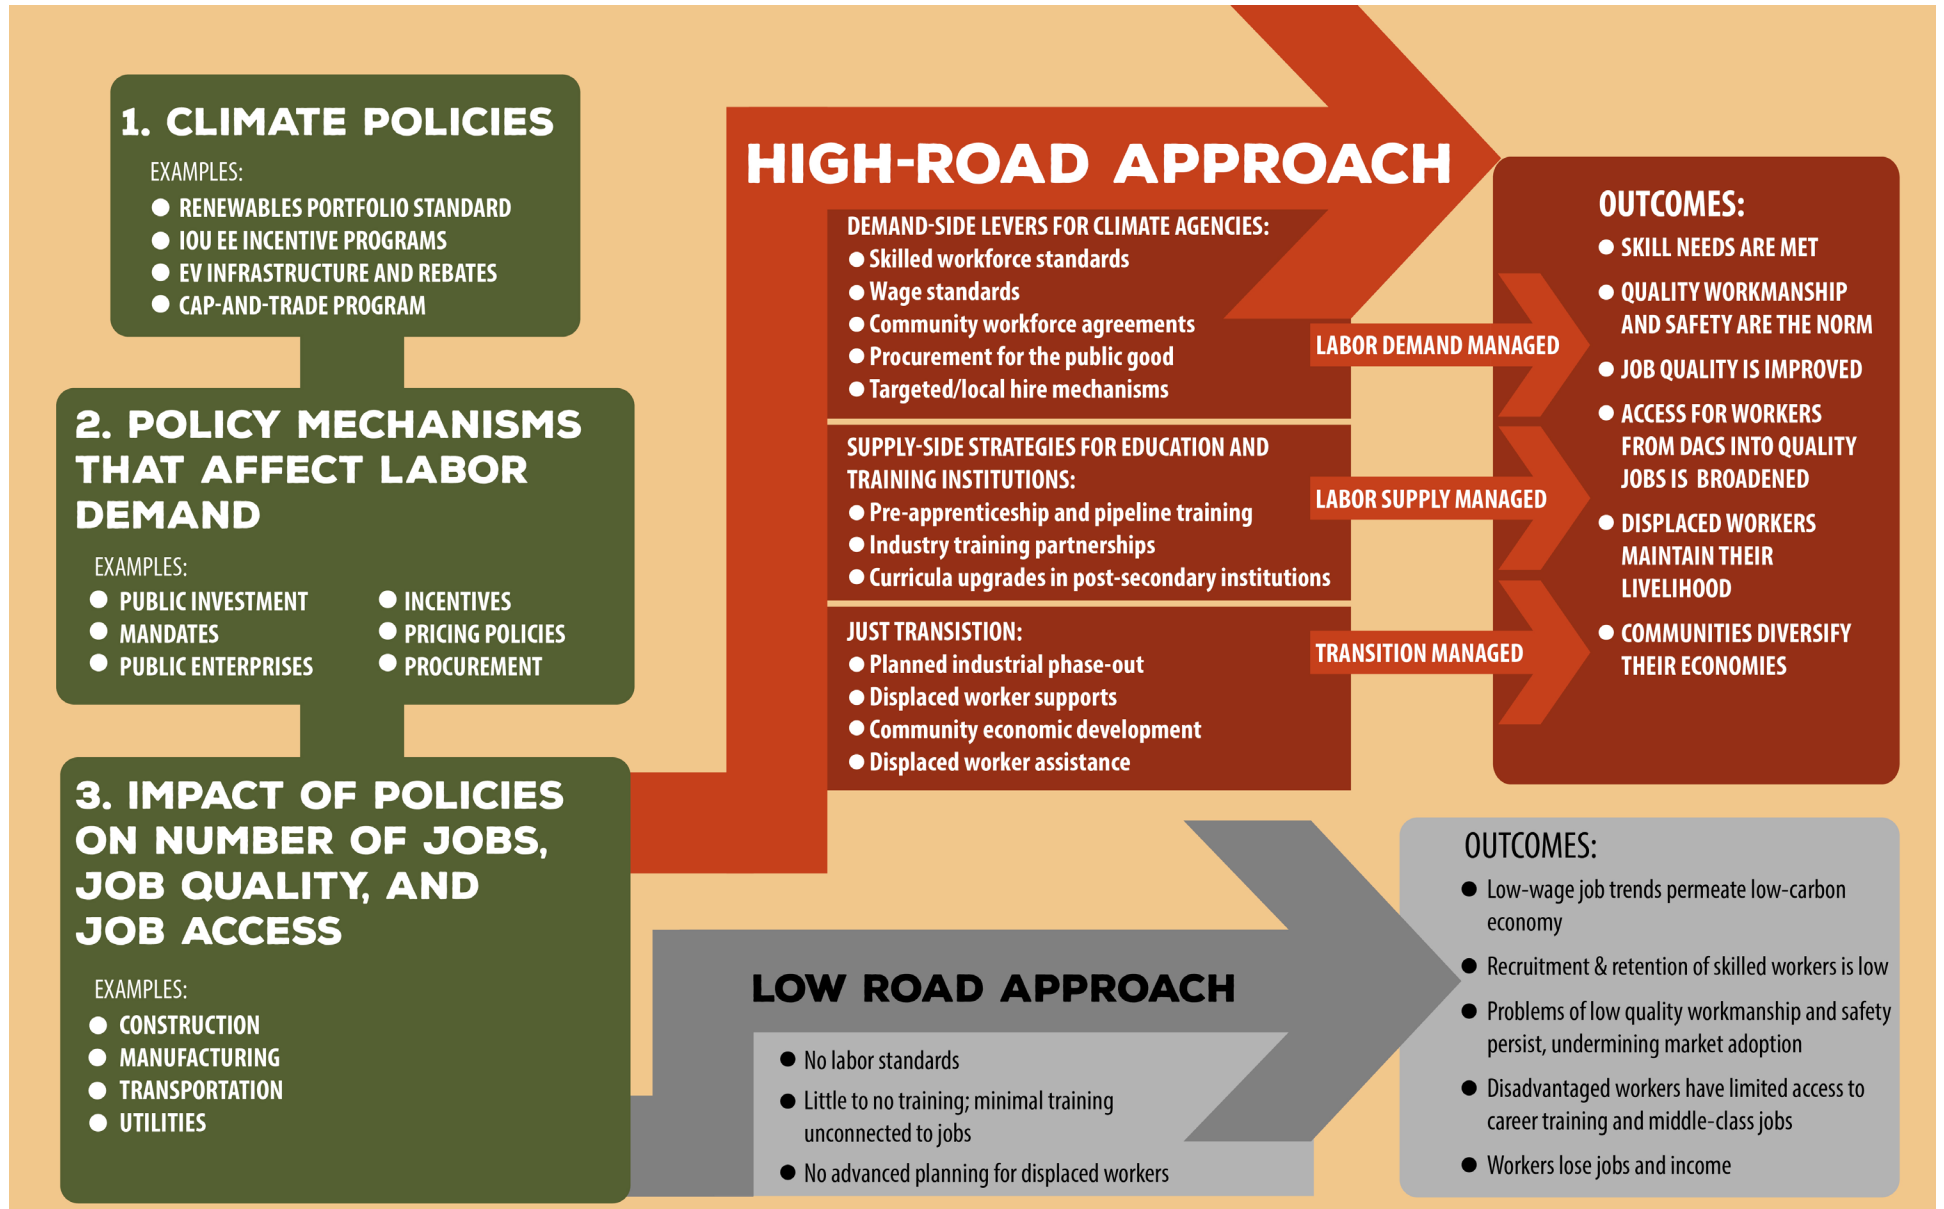 1. CLIMATE POLICIES
EXAMPLES:
● RENEWABLES PORTFOLIO STANDARD
● IOU EE INCENTIVE PROGRAMS
● EV INFRASTRUCTURE AND REBATES
● CAP-AND-TRADE PROGRAM
2. POLICY MECHANISMS
THAT AFFECT LABOR
DEMAND
EXAMPLES:
● PUBLIC INVESTMENT
● MANDATES
● PUBLIC ENTERPRISES
● INCENTIVES
● PRICING POLICIES
● PROCUREMENT
3. IMPACT OF POLICIES
ON NUMBER OF JOBS,
JOB QUALITY, AND
JOB ACCESS
EXAMPLES:
● CONSTRUCTION
● MANUFACTURING
● TRANSPORTATION
● UTILITIES
HIGH-ROAD APPROACH
DEMAND-SIDE LEVERS FOR CLIMATE AGENCIES:
● Skilled workforce standards
● Wage standards
● Community workforce agreements
● Procurement for the public good
● Targeted/local hire mechanisms
LABOR DEMAND MANAGED
SUPPLY-SIDE STRATEGIES FOR EDUCATION AND
TRAINING INSTITUTIONS:
● Pre-apprenticeship and pipeline training
● Industry training partnerships
● Curricula upgrades in post-secondary institutions
LABOR SUPPLY MANAGED
JUST TRANSISTION:
● Planned industrial phase-out
● Displaced worker supports
● Community economic development
● Displaced worker assistance
TRANSITION MANAGED
OUTCOMES:
● SKILL NEEDS ARE MET
● QUALITY WORKMANSHIP
AND SAFETY ARE THE NORM
● JOB QUALITY IS IMPROVED
● ACCESS FOR WORKERS
FROM DACS INTO QUALITY
JOBS IS BROADENED
● DISPLACED WORKERS
MAINTAIN THEIR
LIVELIHOOD
● COMMUNITIES DIVERSIFY
THEIR ECONOMIES
LOW ROAD APPROACH
● No labor standards
● Little to no training; minimal training
unconnected to jobs
● No advanced planning for displaced workers
OUTCOMES:
● Low-wage job trends permeate low-carbon
economy
● Recruitment & retention of skilled workers is low
● Problems of low quality workmanship and safety
persist, undermining market adoption
● Disadvantaged workers have limited access to
career training and middle-class jobs
● Workers lose jobs and income